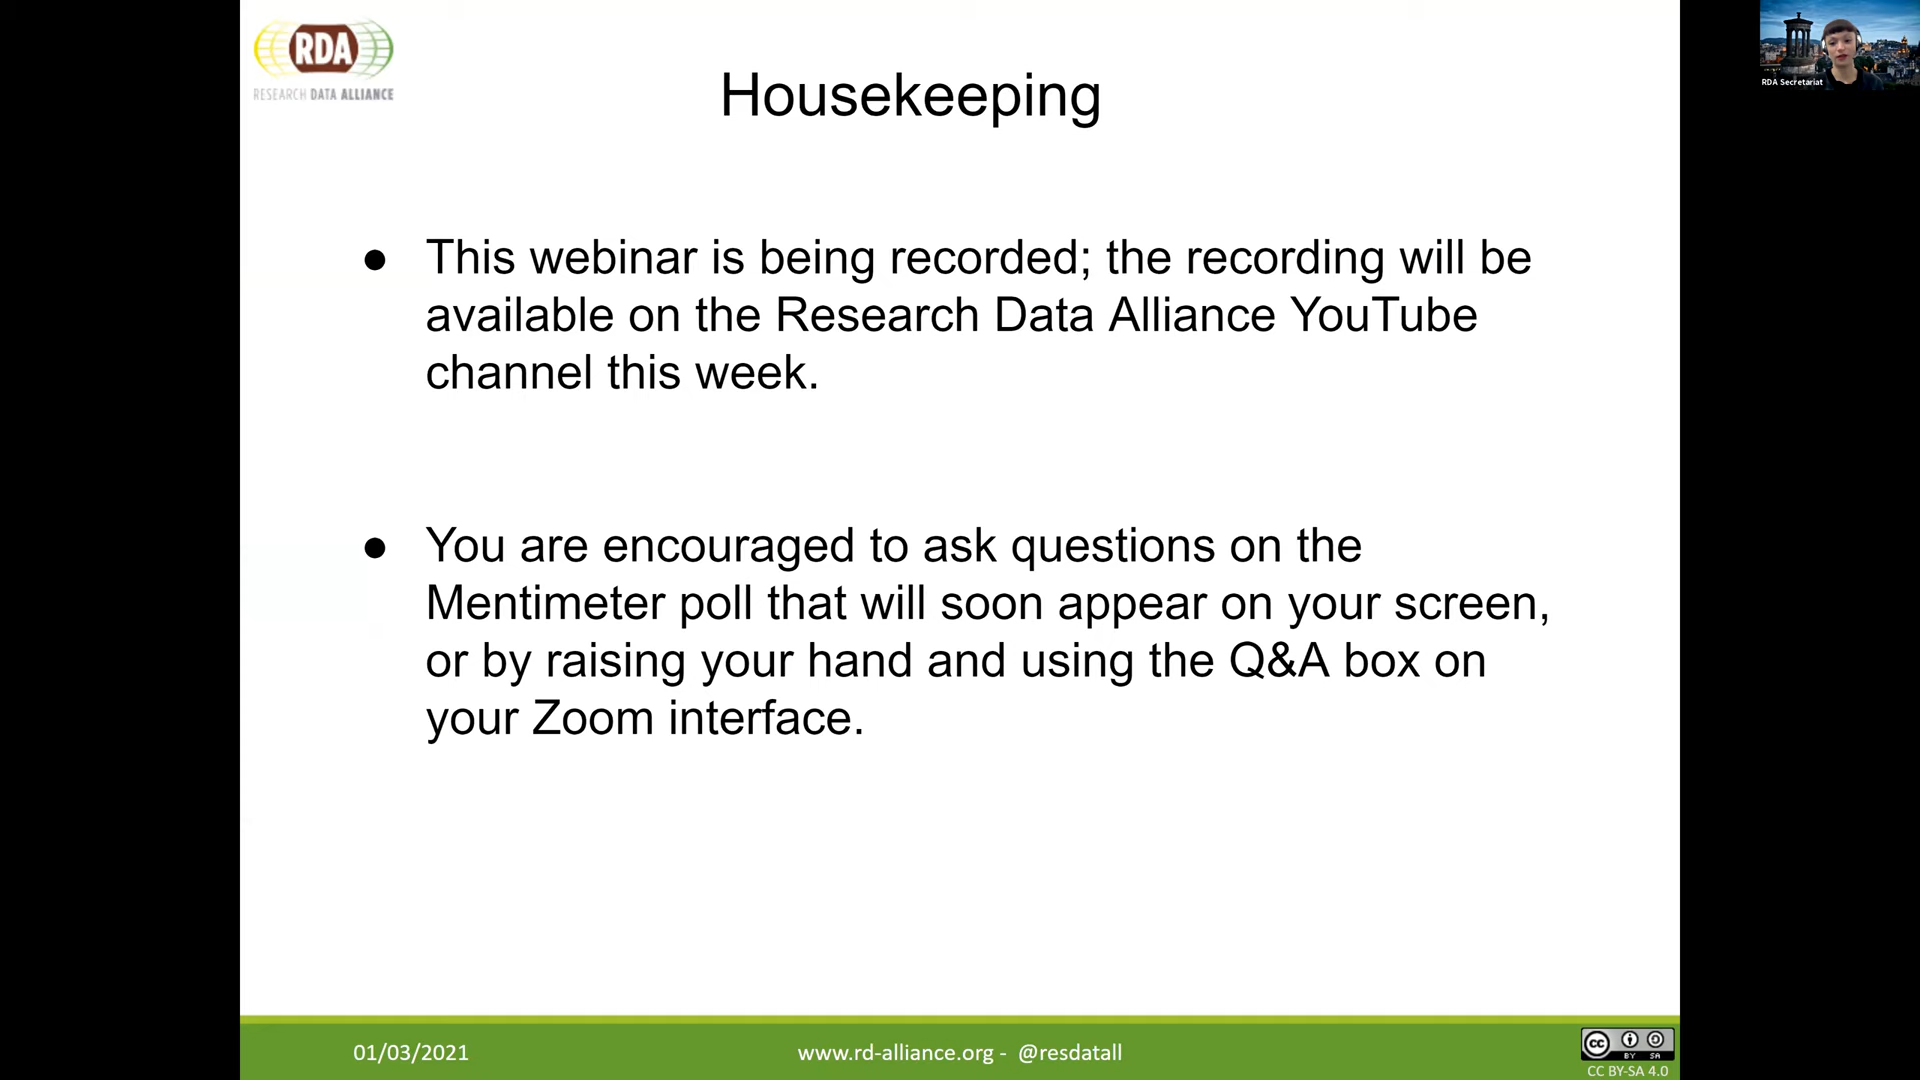 RDA
RESEARCH DATA ALLIANCE
RDA Secretariat
Housekeeping
● This webinar is being recorded; the recording will be
available on the Research Data Alliance YouTube
channel this week.
● You are encouraged to ask questions on the
Mentimeter poll that will soon appear on your screen,
or by raising your hand and using the Q&A box on
your Zoom interface.
01/03/2021
www.rd-alliance.org - @resdatall
cc
BY SA
CC BY-SA 4.0